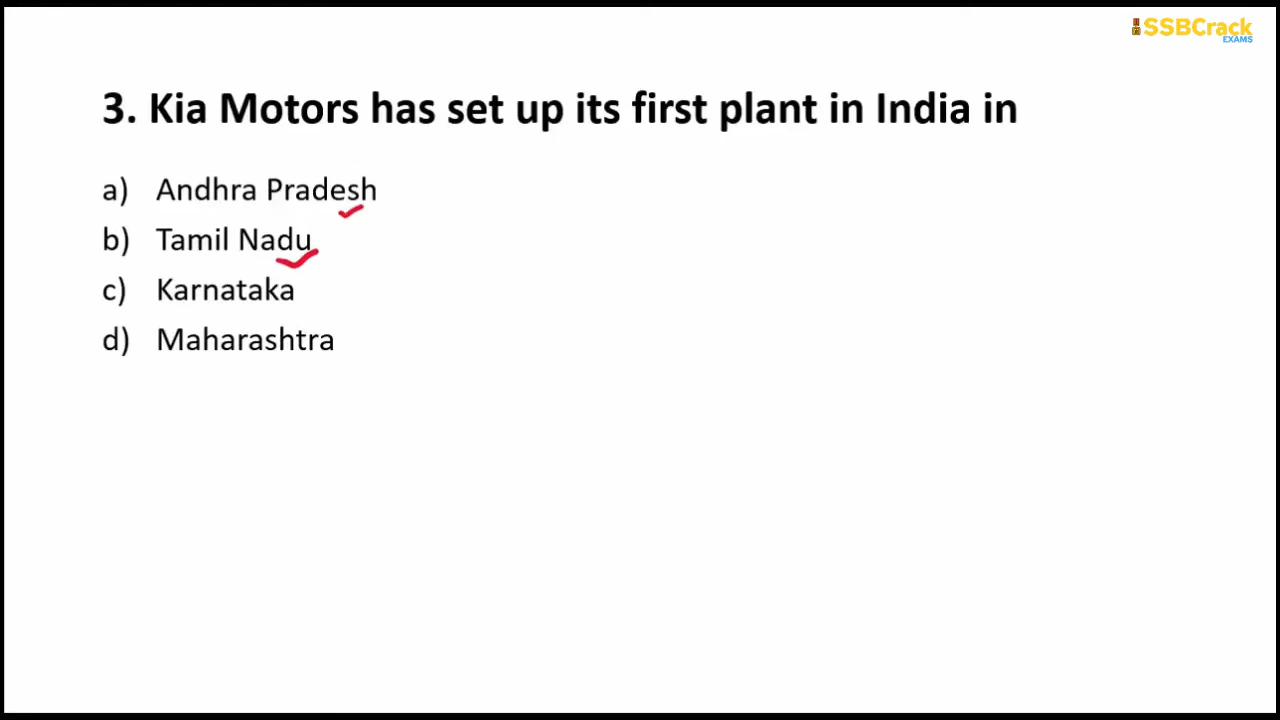 SSBCrack
EXAMS
3. Kia Motors has set up its first plant in India in
a) Andhra Pradesh
b) Tamil Nadu
c) Karnataka
d) Maharashtra